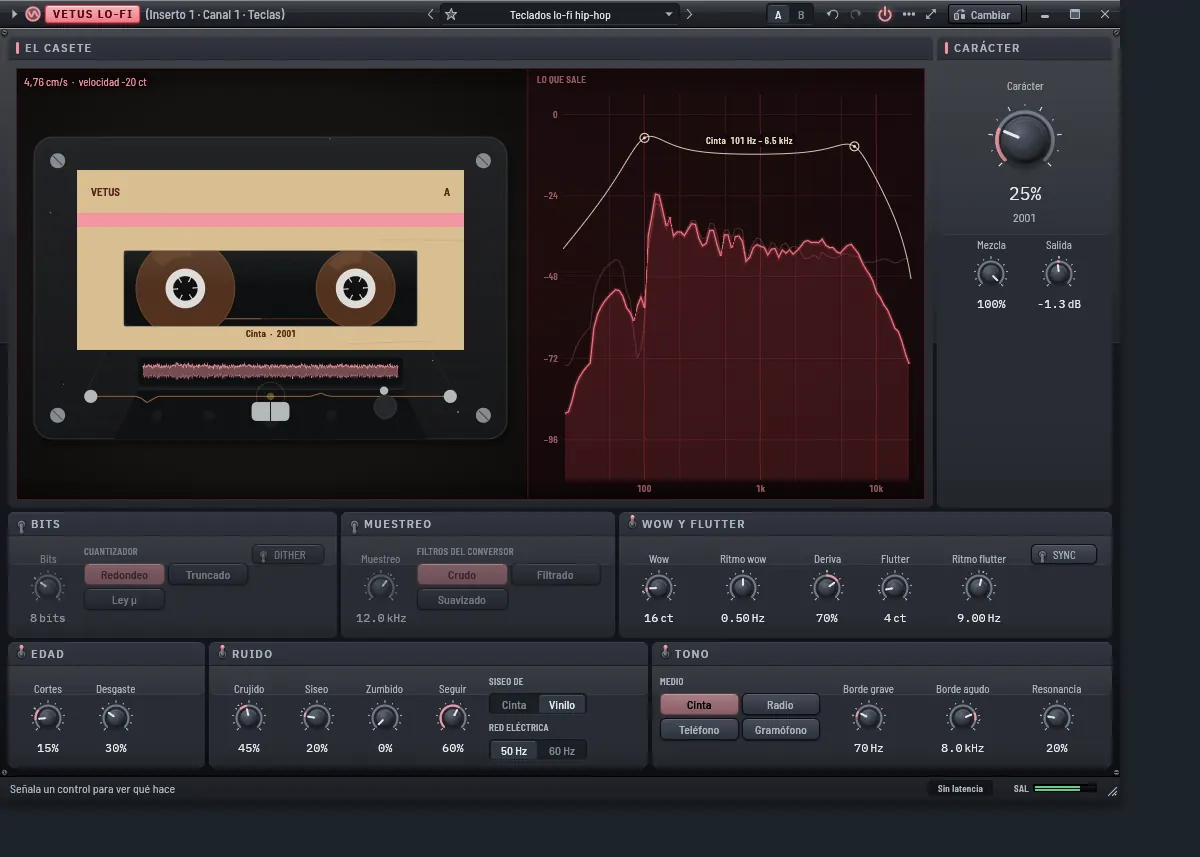 VETUS LO-FI (Inserto 1 · Canal 1 · Teclas) Teclados lo-fi hip-hop A B Cambiar
EL CASETE
CARÁCTER
4,76 cm/s · velocidad -20 ct
LO QUE SALE
VETUS A
Cinta · 2001
0
-24
-48
-72
-96
Cinta 101 Hz – 6.5 kHz
100 1k 10k
Carácter
25%
2001
Mezcla Salida
100% -1.3 dB
BITS
Bits
8 bits
CUANTIZADOR
DITHER
Redondeo Truncado
Ley µ
MUESTREO
Muestreo
12.0 kHz
FILTROS DEL CONVERSOR
Crudo Filtrado
Suavizado
WOW Y FLUTTER
SYNC
Wow Ritmo wow Deriva Flutter Ritmo flutter
16 ct 0.50 Hz 70% 4 ct 9.00 Hz
EDAD
Cortes Desgaste
15% 30%
RUIDO
Crujido Siseo Zumbido Seguir
45% 20% 0% 60%
SISEO DE
Cinta Vinilo
RED ELÉCTRICA
50 Hz 60 Hz
TONO
MEDIO
Cinta Radio
Teléfono Gramófono
Borde grave Borde agudo Resonancia
70 Hz 8.0 kHz 20%
Señala un control para ver qué hace
Sin latencia SAL